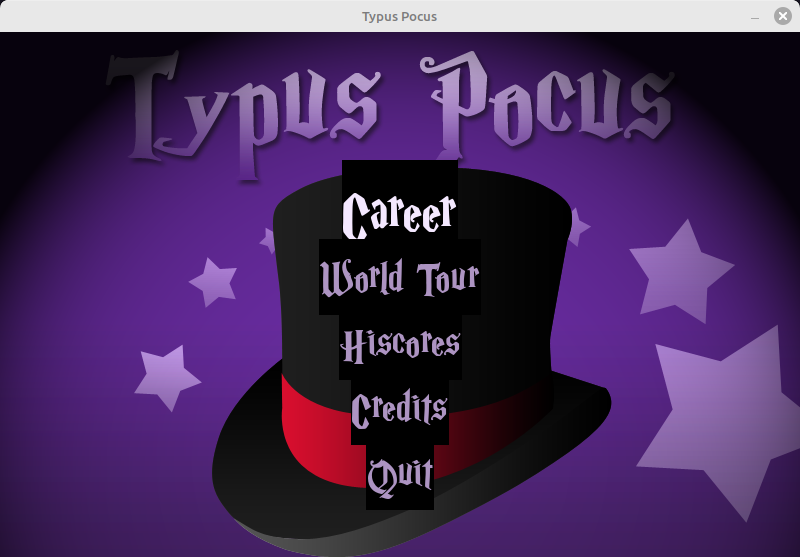 Typus Pocus
Typus Pocus
Career
World Tour
Hiscores
Credits
Quit